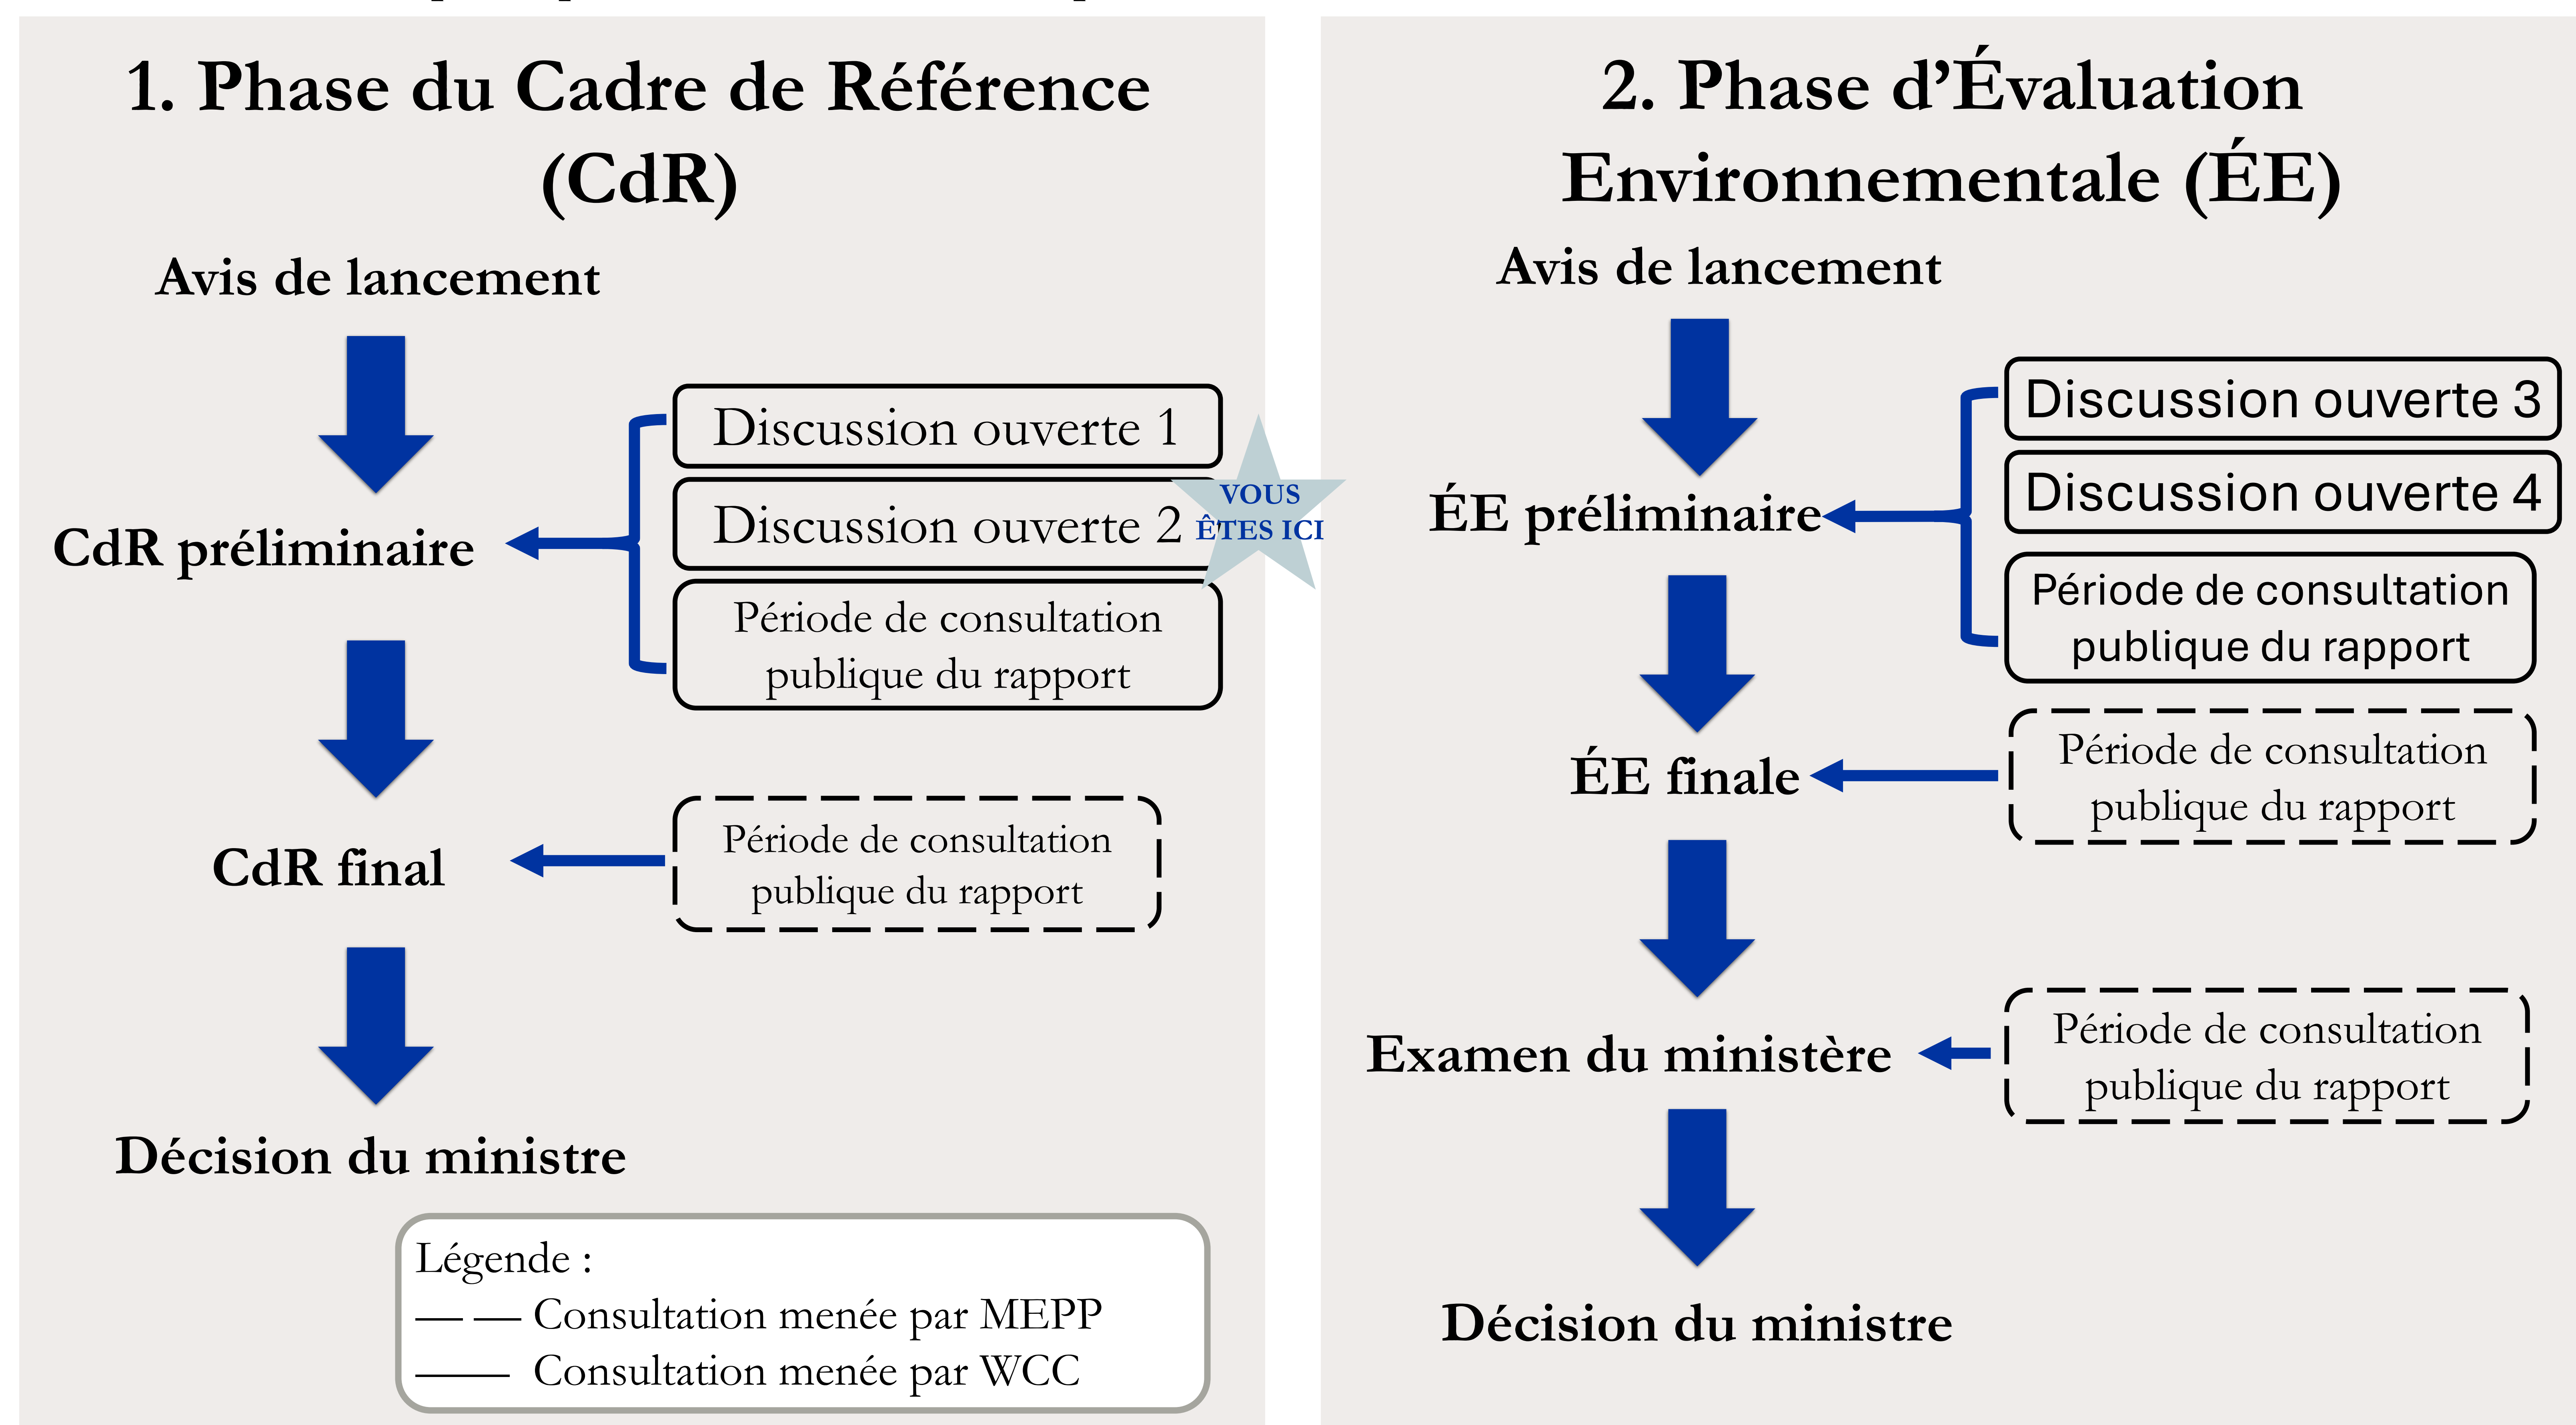 1. Phase du Cadre de Référence
(CdR)
Avis de lancement
CdR préliminaire
Discussion ouverte 1
Discussion ouverte 2
Période de consultation
publique du rapport
VOUS
ÊTES ICI
CdR final
Période de consultation
publique du rapport
Décision du ministre
Légende :
Consultation menée par MEPP
Consultation menée par WCC
2. Phase d’Évaluation
Environnementale (ÉE)
Avis de lancement
ÉE préliminaire
Discussion ouverte 3
Discussion ouverte 4
Période de consultation
publique du rapport
ÉE finale
Période de consultation
publique du rapport
Examen du ministère
Période de consultation
publique du rapport
Décision du ministre